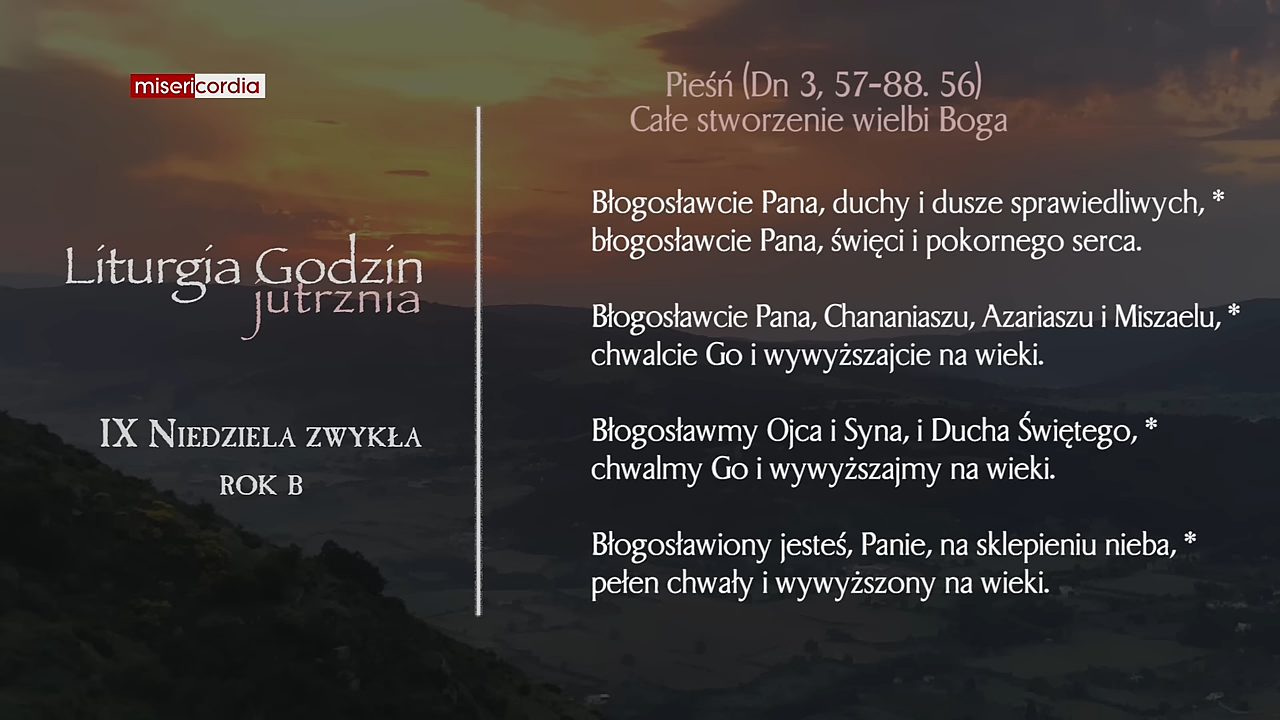 misericordia
Liturgia Godzin
jutrznia
IX Niedziela zwykła
rok B
Pieśń (Dn 3, 57-88. 56)
Całe stworzenie wielbi Boga
Błogosławcie Pana, duchy i dusze sprawiedliwych, *
błogosławcie Pana, święci i pokornego serca.
Błogosławcie Pana, Chananiaszu, Azariaszu i Miszaelu, *
chwalcie Go i wywyższajcie na wieki.
Błogosławmy Ojca i Syna, i Ducha Świętego, *
chwalmy Go i wywyższajmy na wieki.
Błogosławiony jesteś, Panie, na sklepieniu nieba, *
pełen chwały i wywyższony na wieki.